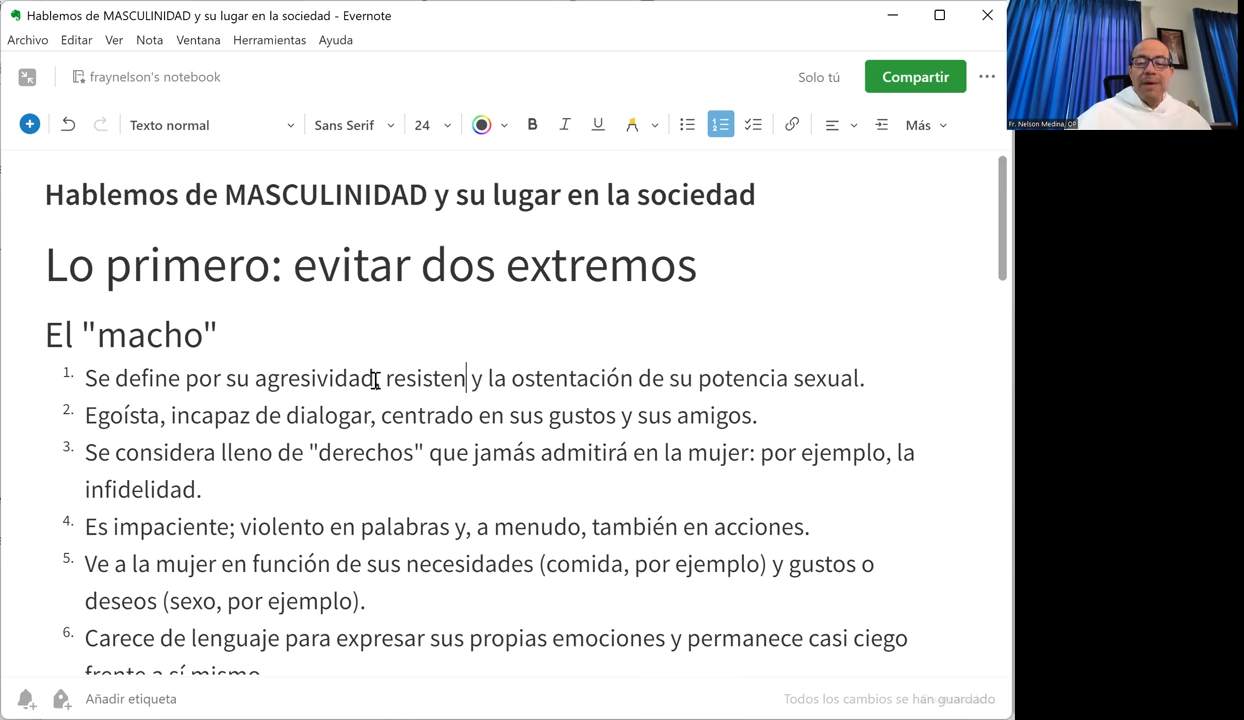 Hablemos de MASCULINIDAD y su lugar en la sociedad - Evernote
Archivo Editar Ver Nota Ventana Herramientas Ayuda
fraynelson's notebook Solo tú Compartir
Texto normal Sans Serif 24 B I U A Más
Hablemos de MASCULINIDAD y su lugar en la sociedad
Lo primero: evitar dos extremos
El "macho"
1. Se define por su agresividad, resisten y la ostentación de su potencia sexual.
2. Egoísta, incapaz de dialogar, centrado en sus gustos y sus amigos.
3. Se considera lleno de "derechos" que jamás admitirá en la mujer: por ejemplo, la
infidelidad.
4. Es impaciente; violento en palabras y, a menudo, también en acciones.
5. Ve a la mujer en función de sus necesidades (comida, por ejemplo) y gustos o
deseos (sexo, por ejemplo).
6. Carece de lenguaje para expresar sus propias emociones y permanece casi ciego
frente a sí mismo.
Añadir etiqueta Todos los cambios se han guardado
Fr. Nelson Medina, OP